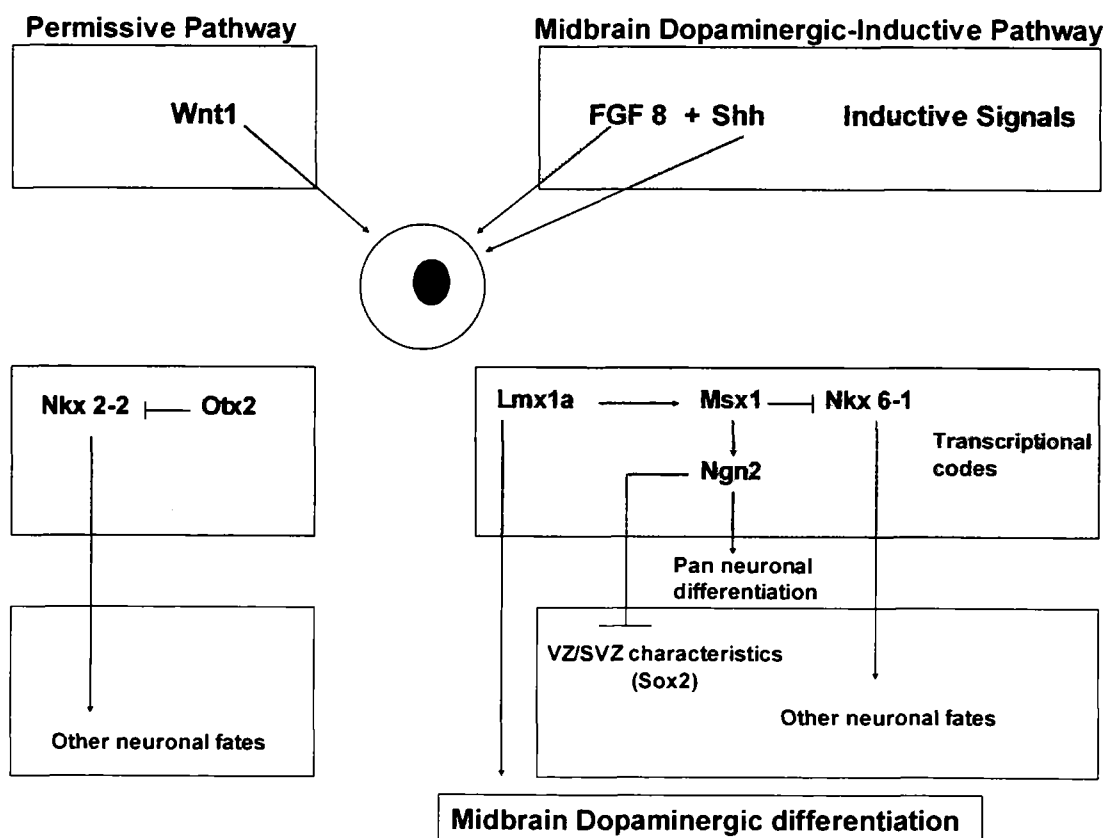 Permissive Pathway
Midbrain Dopaminergic-Inductive Pathway
Wnt1
FGF 8 + Shh
Inductive Signals
Nkx 2-2
Otx2
Lmx1a
Msx1
Nkx 6-1
Transcriptional
codes
Ngn2
Pan neuronal
differentiation
VZ/SVZ characteristics
(Sox2)
Other neuronal fates
Other neuronal fates
Midbrain Dopaminergic differentiation